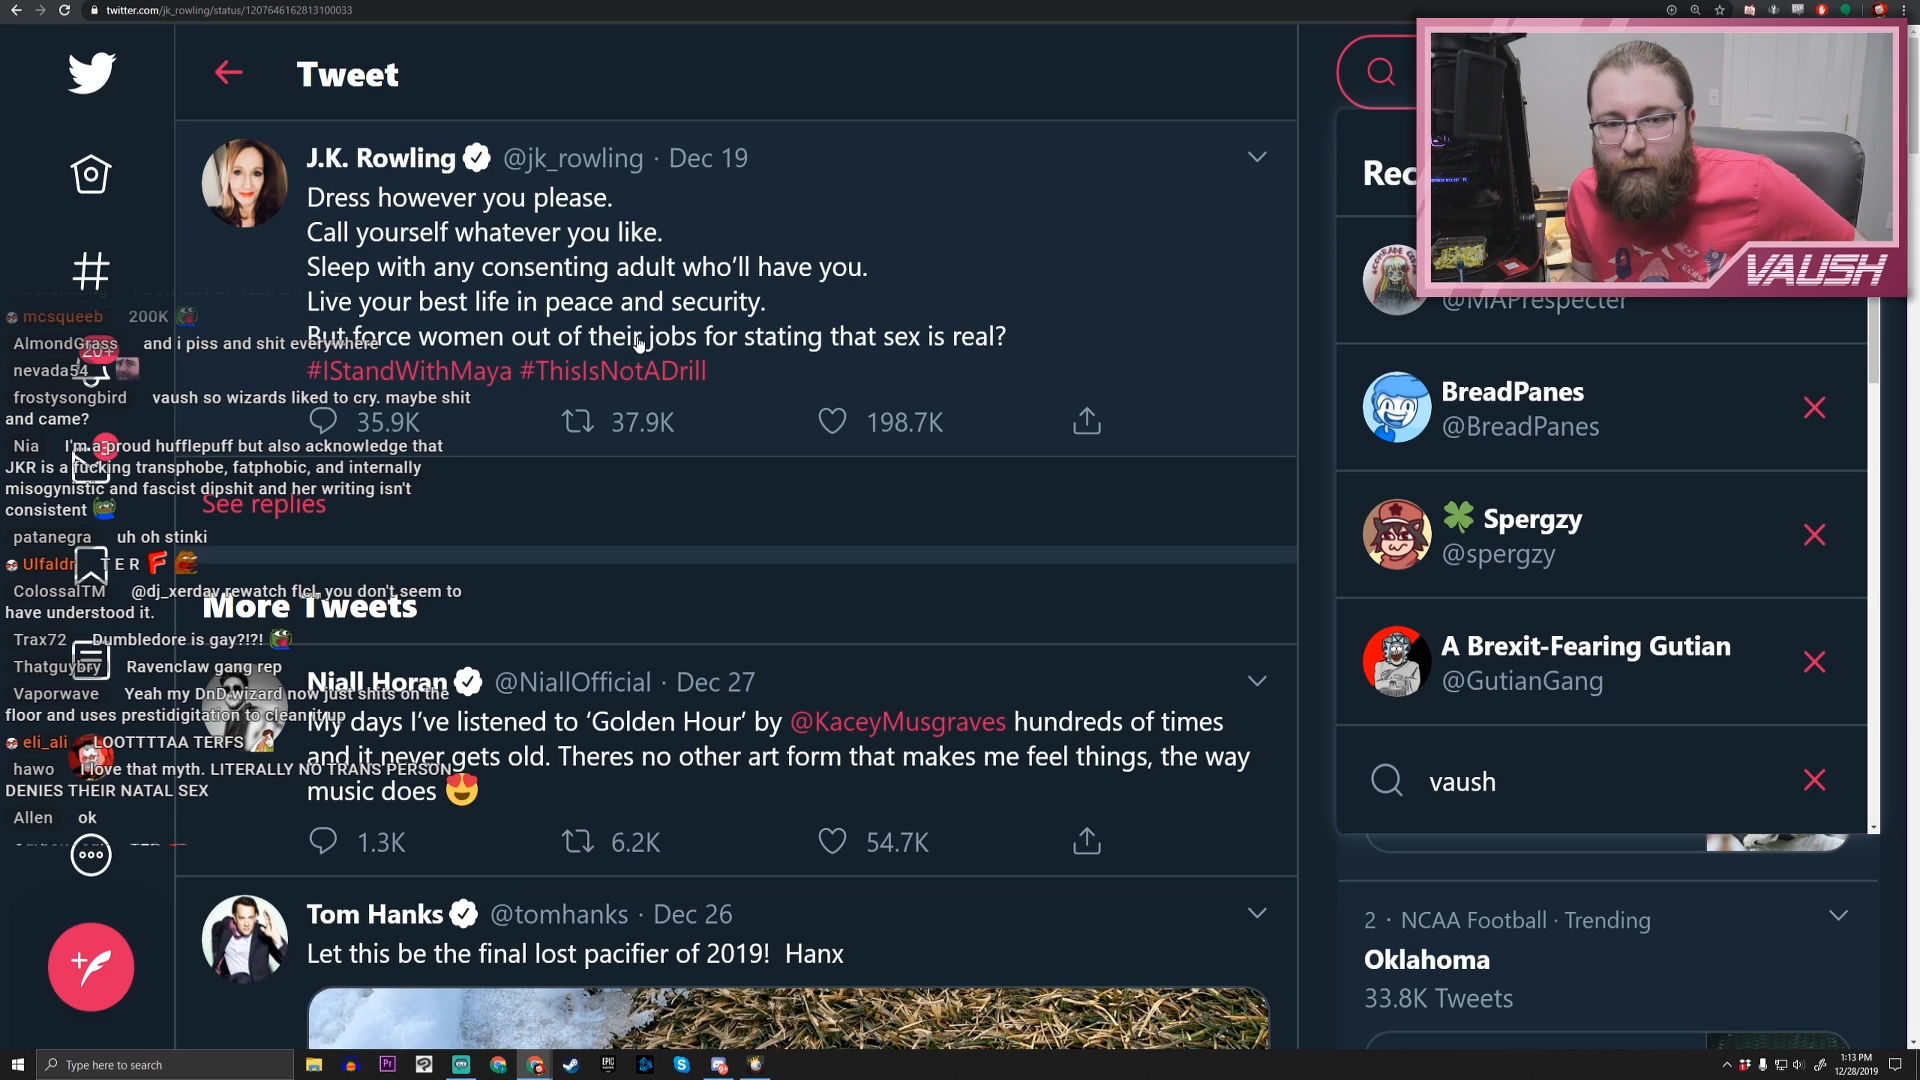 twitter.com/jk_rowling/status/1207646162813100033
Tweet
J.K. Rowling @jk_rowling · Dec 19
Dress however you please.
Call yourself whatever you like.
Sleep with any consenting adult who'll have you.
Live your best life in peace and security.
But force women out of their jobs for stating that sex is real?
#IStandWithMaya #ThisIsNotADrill
35.9K 37.9K 198.7K
See replies
More Tweets
Niall Horan @NiallOfficial · Dec 27
My days I've listened to 'Golden Hour' by @KaceyMusgraves hundreds of times
and it never gets old. Theres no other art form that makes me feel things, the way
music does
1.3K 6.2K 54.7K
Tom Hanks @tomhanks · Dec 26
Let this be the final lost pacifier of 2019! Hanx
mcsqueeb 200K
AlmondGrass and i piss and shit everywhere
20+
nevada54
frostysongbird vaush so wizards liked to cry. maybe shit
and came?
Nia I'm a proud hufflepuff but also acknowledge that
JKR is a fucking transphobe, fatphobic, and internally
misogynistic and fascist dipshit and her writing isn't
consistent
patanegra uh oh stinki
Ulfaldr T E R F
ColossalTM @dj_xerday rewatch flcl, you don't seem to
have understood it.
Trax72 Dumbledore is gay?!?!
Thatguybry Ravenclaw gang rep
Vaporwave Yeah my DnD wizard now just shits on the
floor and uses prestidigitation to clean it up
eli_ali LOOTTTTAA TERFS
hawo I love that myth. LITERALLY NO TRANS PERSON
DENIES THEIR NATAL SEX
Allen ok
VAUSH
Rec
@MAPrespecter
BreadPanes
@BreadPanes
Spergzy
@spergzy
A Brexit-Fearing Gutian
@GutianGang
vaush
2 · NCAA Football · Trending
Oklahoma
33.8K Tweets
Type here to search
1:13 PM
12/28/2019